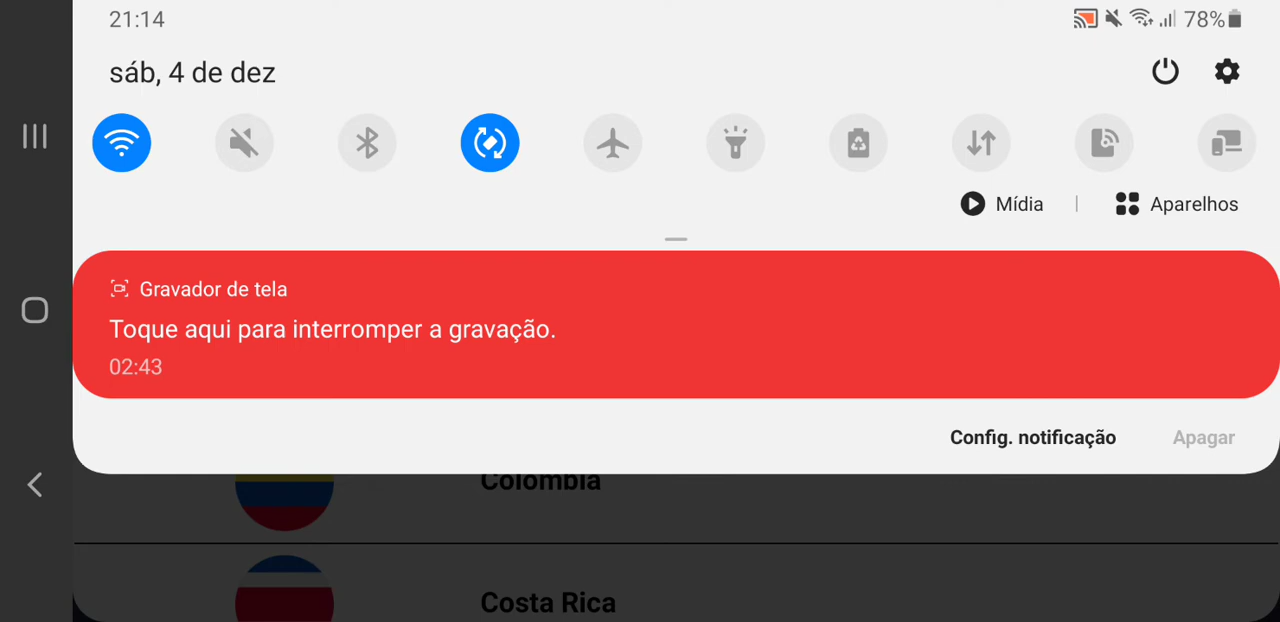 21:14
78%
sáb, 4 de dez
Mídia | Aparelhos
Gravador de tela
Toque aqui para interromper a gravação.
02:43
Config. notificação Apagar
Colombia
Costa Rica